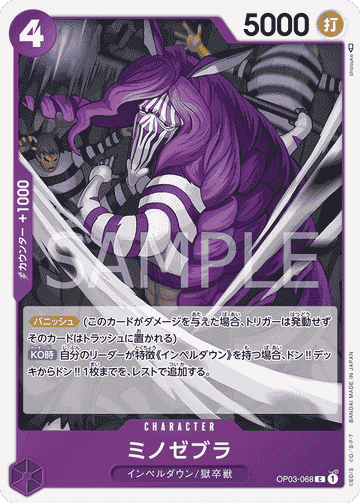 4
5000
打
shosuke
カウンター +1000
SAMPLE
バニッシュ (このカードがダメージを与えた場合、トリガーは発動せず
そのカードはトラッシュに置かれる)
KO時 自分のリーダーが特徴《インペルダウン》を持つ場合、ドン!!デッ
キからドン!!1枚までを、レストで追加する。
CHARACTER
ミノゼブラ
インペルダウン/獄卒獣
OP03-068 C 1
BANDAI MADE IN JAPAN